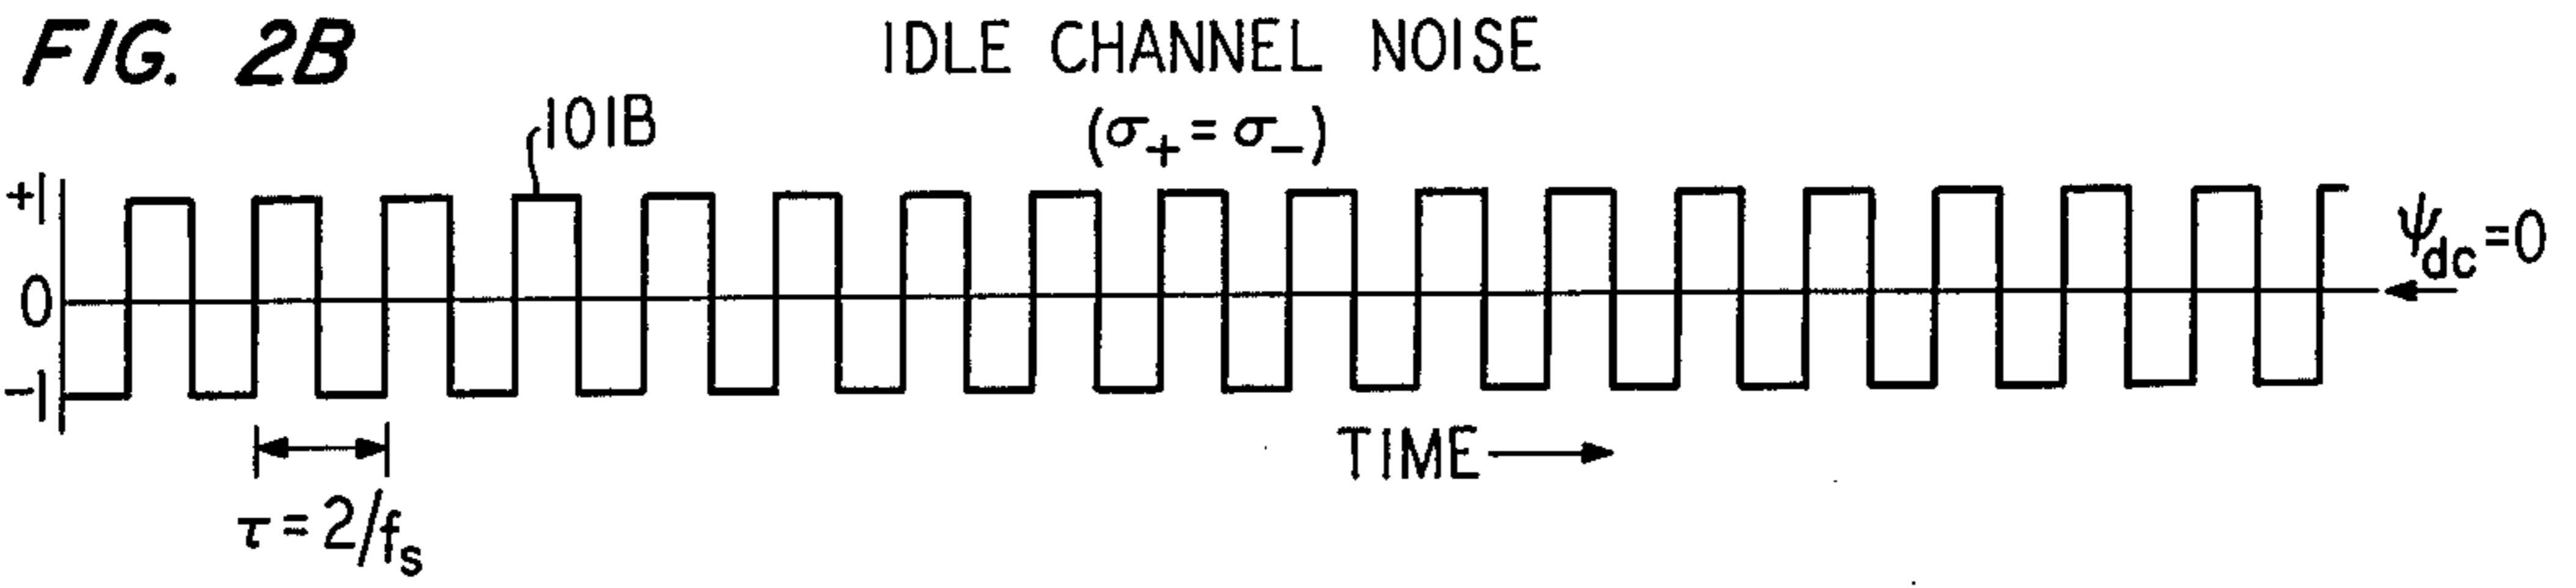 FIG. 2B
IDLE CHANNEL NOISE
(σ₊ = σ₋)
101B
+1
0
-1
ψdc = 0
TIME
τ = 2/fs